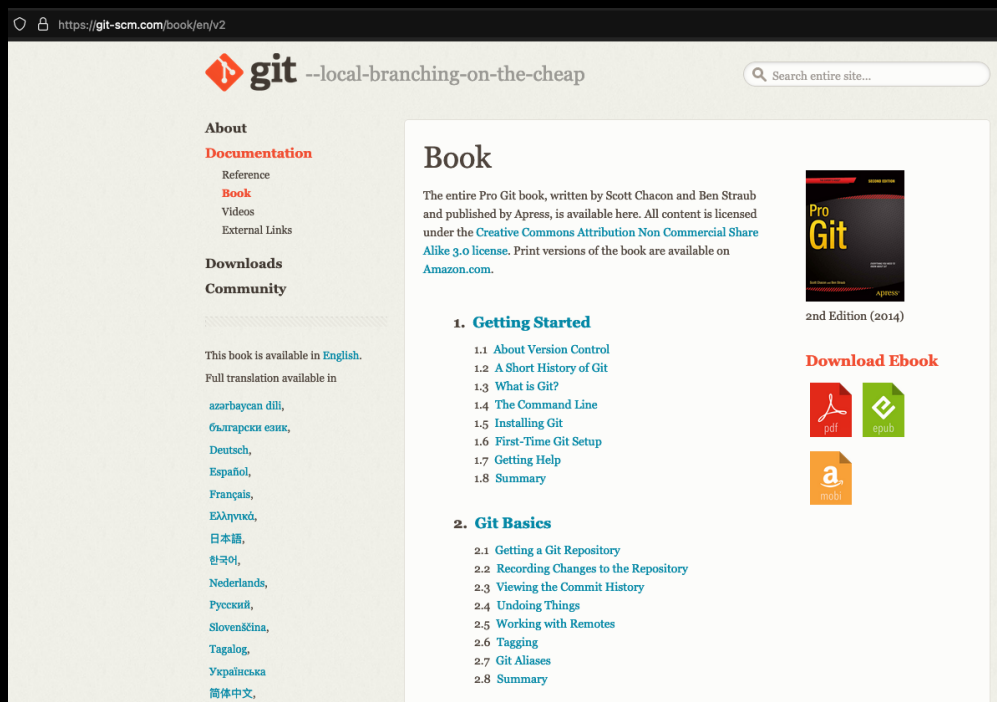 https://git-scm.com/book/en/v2
git --local-branching-on-the-cheap
Search entire site...
About
Documentation
Reference
Book
Videos
External Links
Downloads
Community
This book is available in English.
Full translation available in
azərbaycan dili,
български език,
Deutsch,
Español,
Français,
Ελληνικά,
日本語,
한국어,
Nederlands,
Русский,
Slovenščina,
Tagalog,
Українська
简体中文,
Book
The entire Pro Git book, written by Scott Chacon and Ben Straub
and published by Apress, is available here. All content is licensed
under the Creative Commons Attribution Non Commercial Share
Alike 3.0 license. Print versions of the book are available on
Amazon.com.
1. Getting Started
1.1 About Version Control
1.2 A Short History of Git
1.3 What is Git?
1.4 The Command Line
1.5 Installing Git
1.6 First-Time Git Setup
1.7 Getting Help
1.8 Summary
2. Git Basics
2.1 Getting a Git Repository
2.2 Recording Changes to the Repository
2.3 Viewing the Commit History
2.4 Undoing Things
2.5 Working with Remotes
2.6 Tagging
2.7 Git Aliases
2.8 Summary
SECOND EDITION
Pro
Git
Scott Chacon and Ben Straub
Apress®
2nd Edition (2014)
Download Ebook
pdf
epub
a
mobi